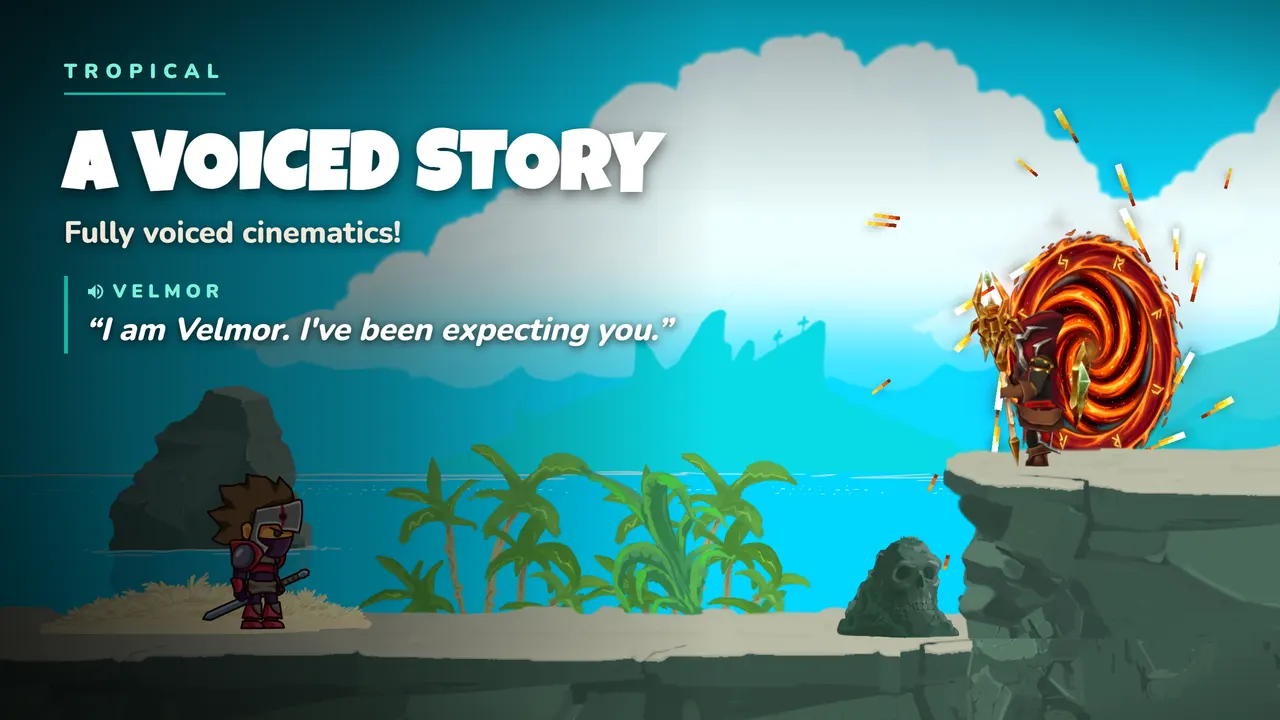 TROPICAL
A VOICED STORY
Fully voiced cinematics!
VELMOR
“I am Velmor. I've been expecting you.”